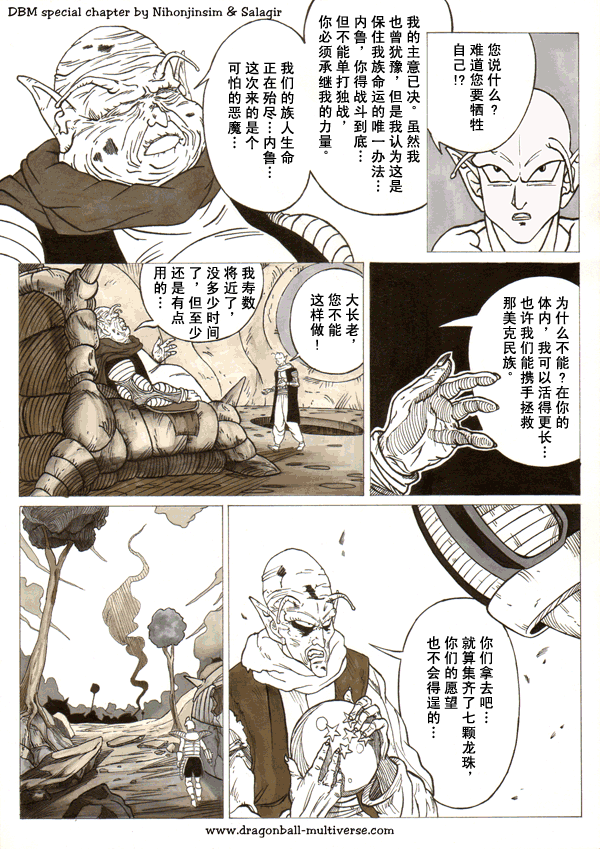 DBM special chapter by Nihonjinsim & Salagir
我们的族人生命
正在殆尽…内鲁…
这次来的是个
可怕的恶魔…
我的主意已决。虽然我
也曾犹豫，但是我认为这是
保住我族命运的唯一办法…
内鲁，你得战斗到底…
但不能单打独战，
你必须承继我的力量。
您说什么？
难道您要牺牲
自己!?
我寿数
将近了，
没多少时间
了，但至少
还是有点
用的…
大长老，
您不能
这样做！
为什么不能？在你的
体内，我可以活得更长…
也许我们能携手拯救
那美克民族。
你们拿去吧…
就算集齐了七颗龙珠，
你们的愿望
也不会得逞的…
www.dragonball-multiverse.com